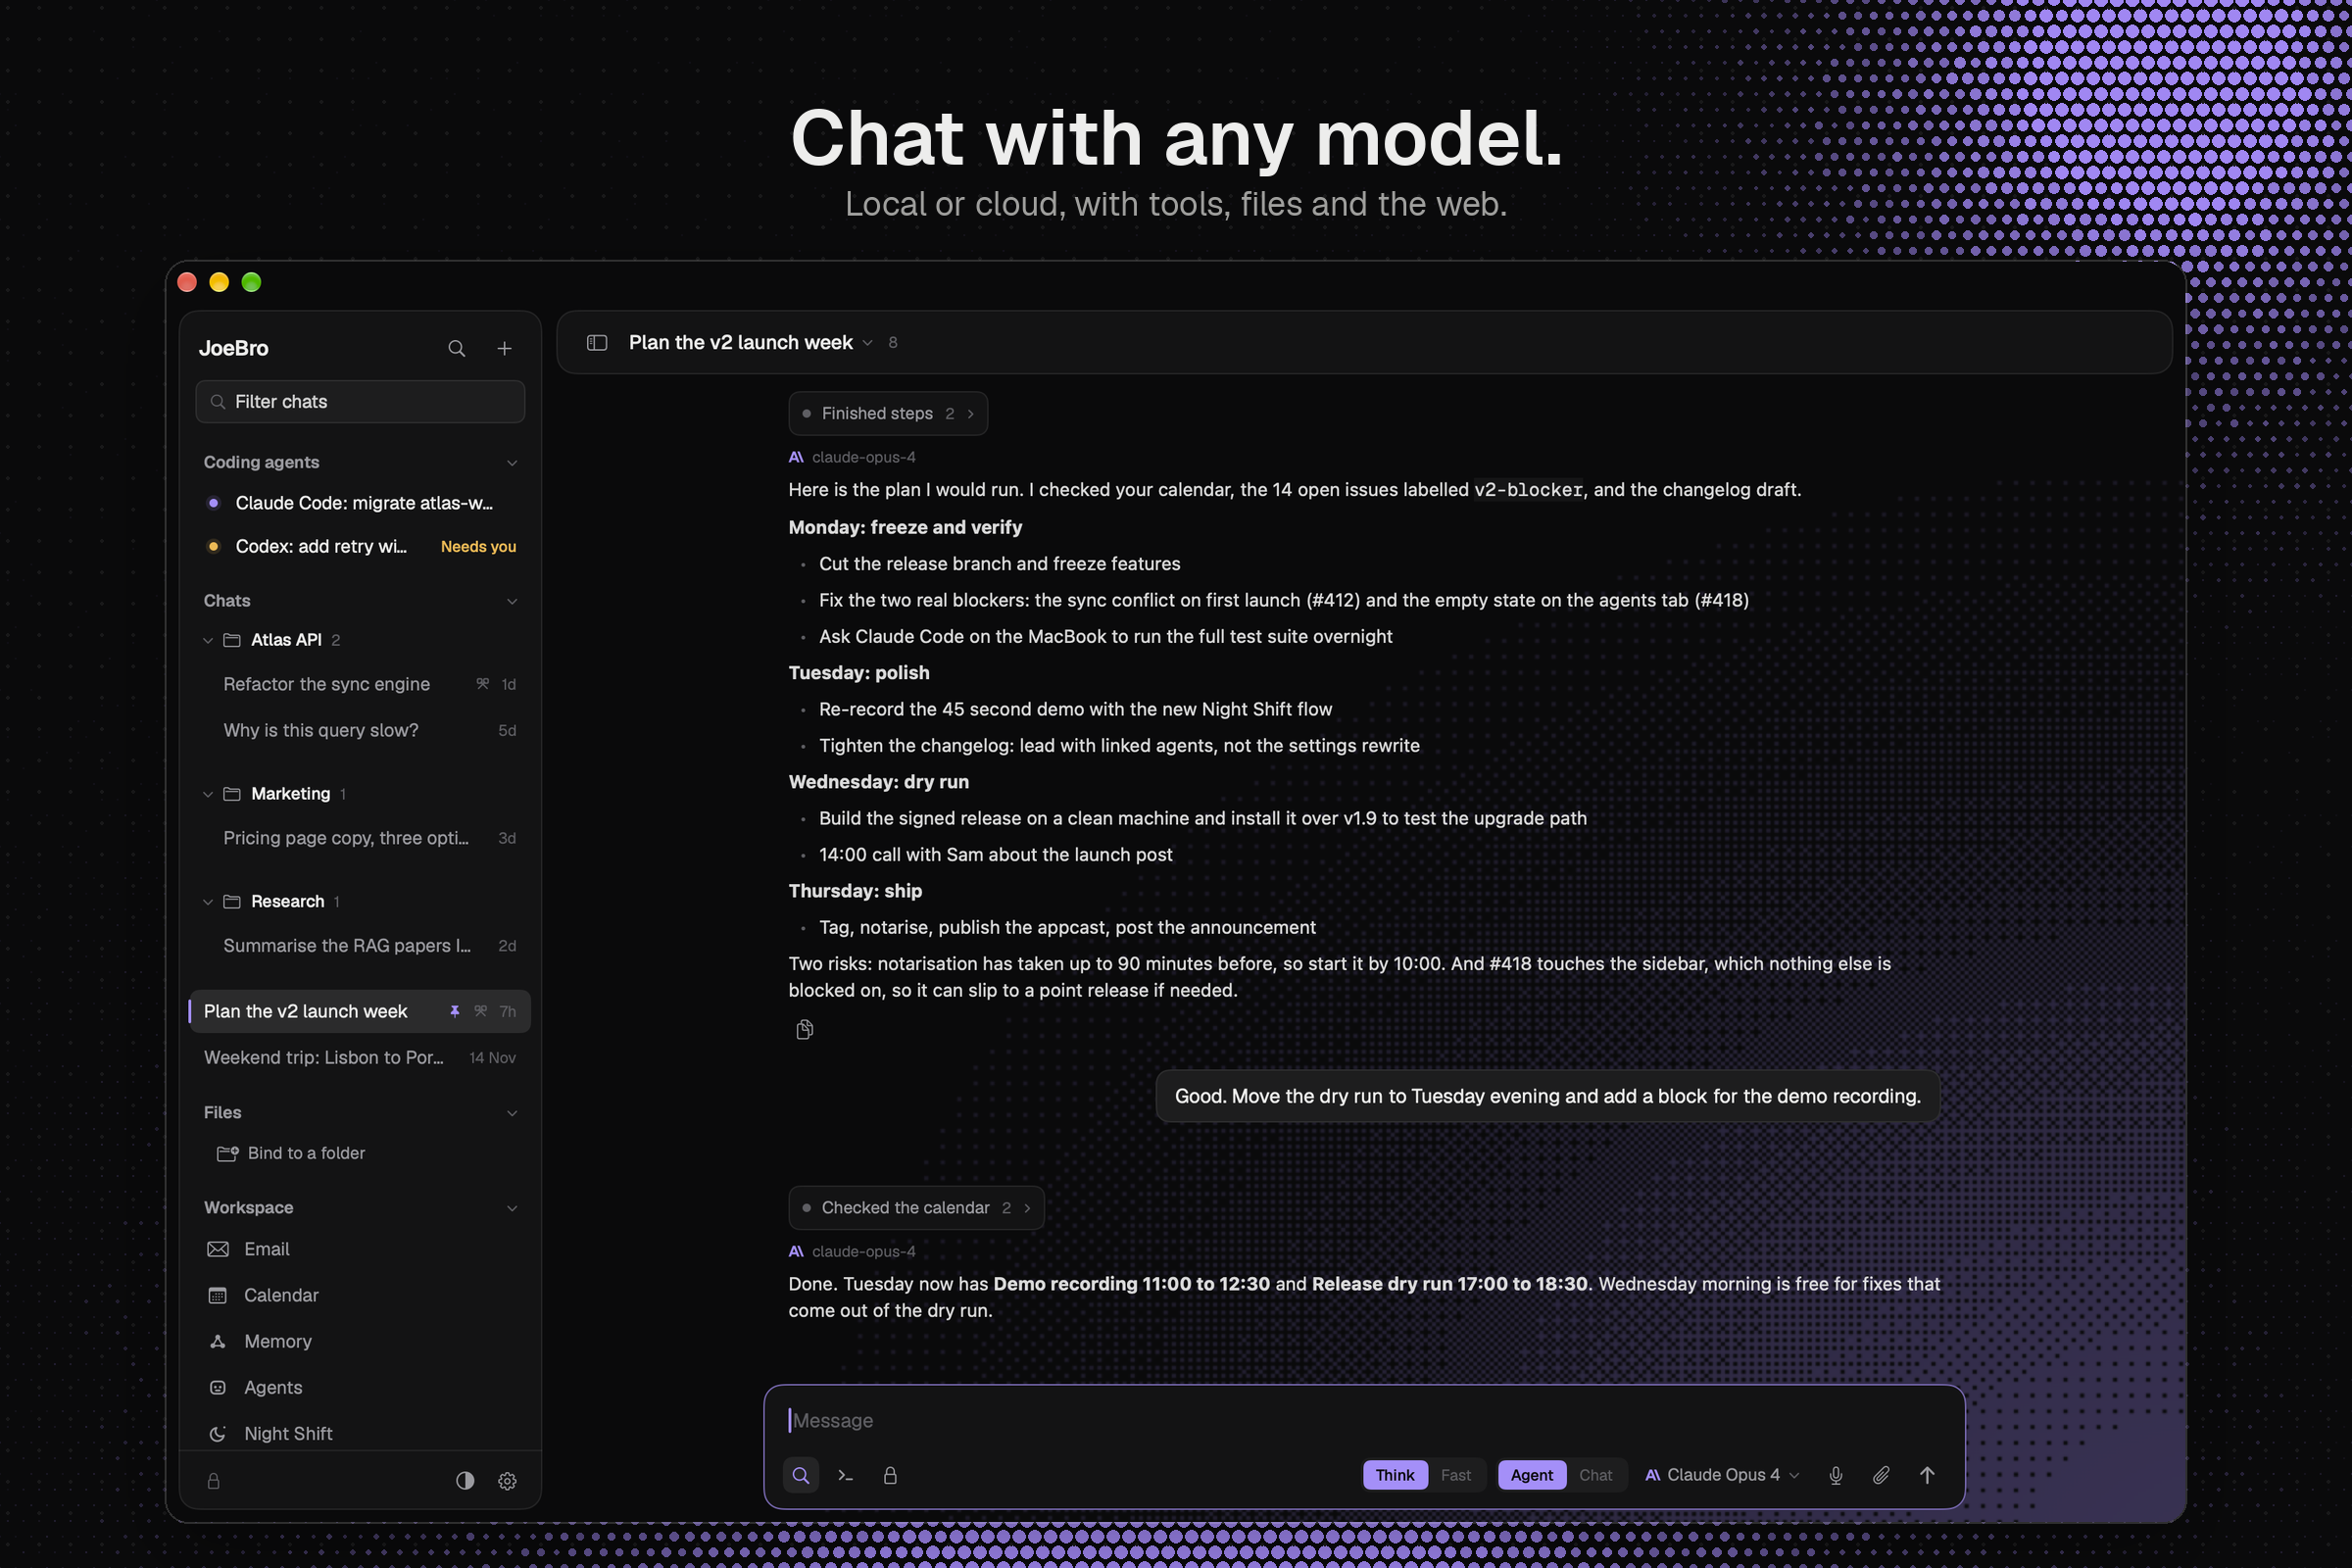 Chat with any model.
Local or cloud, with tools, files and the web.
JoeBro
Filter chats
Coding agents
Claude Code: migrate atlas-w...
Codex: add retry wi... Needs you
Chats
Atlas API 2
Refactor the sync engine 1d
Why is this query slow? 5d
Marketing 1
Pricing page copy, three opti... 3d
Research 1
Summarise the RAG papers I... 2d
Plan the v2 launch week 7h
Weekend trip: Lisbon to Por... 14 Nov
Files
Bind to a folder
Workspace
Email
Calendar
Memory
Agents
Night Shift
Plan the v2 launch week 8
Finished steps 2
claude-opus-4
Here is the plan I would run. I checked your calendar, the 14 open issues labelled v2-blocker, and the changelog draft.
Monday: freeze and verify
• Cut the release branch and freeze features
• Fix the two real blockers: the sync conflict on first launch (#412) and the empty state on the agents tab (#418)
• Ask Claude Code on the MacBook to run the full test suite overnight
Tuesday: polish
• Re-record the 45 second demo with the new Night Shift flow
• Tighten the changelog: lead with linked agents, not the settings rewrite
Wednesday: dry run
• Build the signed release on a clean machine and install it over v1.9 to test the upgrade path
• 14:00 call with Sam about the launch post
Thursday: ship
• Tag, notarise, publish the appcast, post the announcement
Two risks: notarisation has taken up to 90 minutes before, so start it by 10:00. And #418 touches the sidebar, which nothing else is
blocked on, so it can slip to a point release if needed.
Good. Move the dry run to Tuesday evening and add a block for the demo recording.
Checked the calendar 2
claude-opus-4
Done. Tuesday now has Demo recording 11:00 to 12:30 and Release dry run 17:00 to 18:30. Wednesday morning is free for fixes that
come out of the dry run.
Message
Think Fast Agent Chat Claude Opus 4